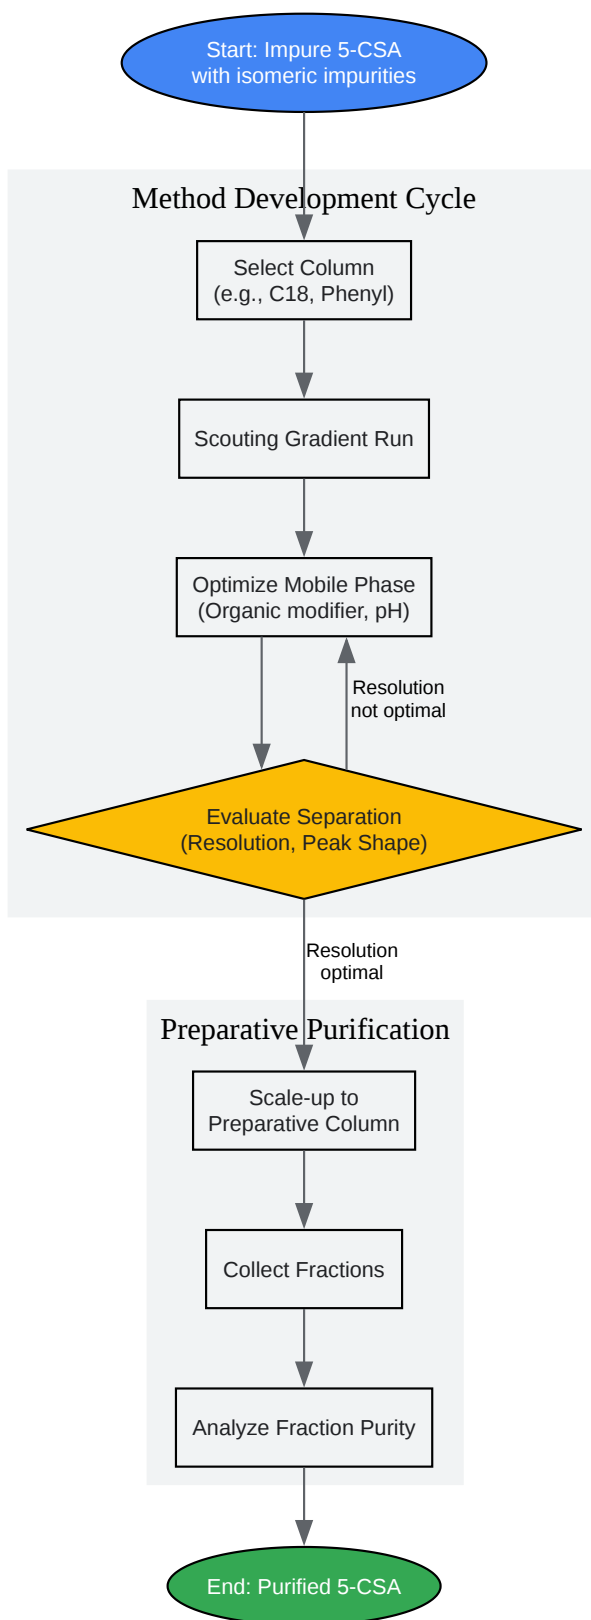 Start: Impure 5-CSA
with isomeric impurities
Method Development Cycle
Select Column
(e.g., C18, Phenyl)
Scouting Gradient Run
Optimize Mobile Phase
(Organic modifier, pH)
Resolution
not optimal
Evaluate Separation
(Resolution, Peak Shape)
Resolution
optimal
Preparative Purification
Scale-up to
Preparative Column
Collect Fractions
Analyze Fraction Purity
End: Purified 5-CSA